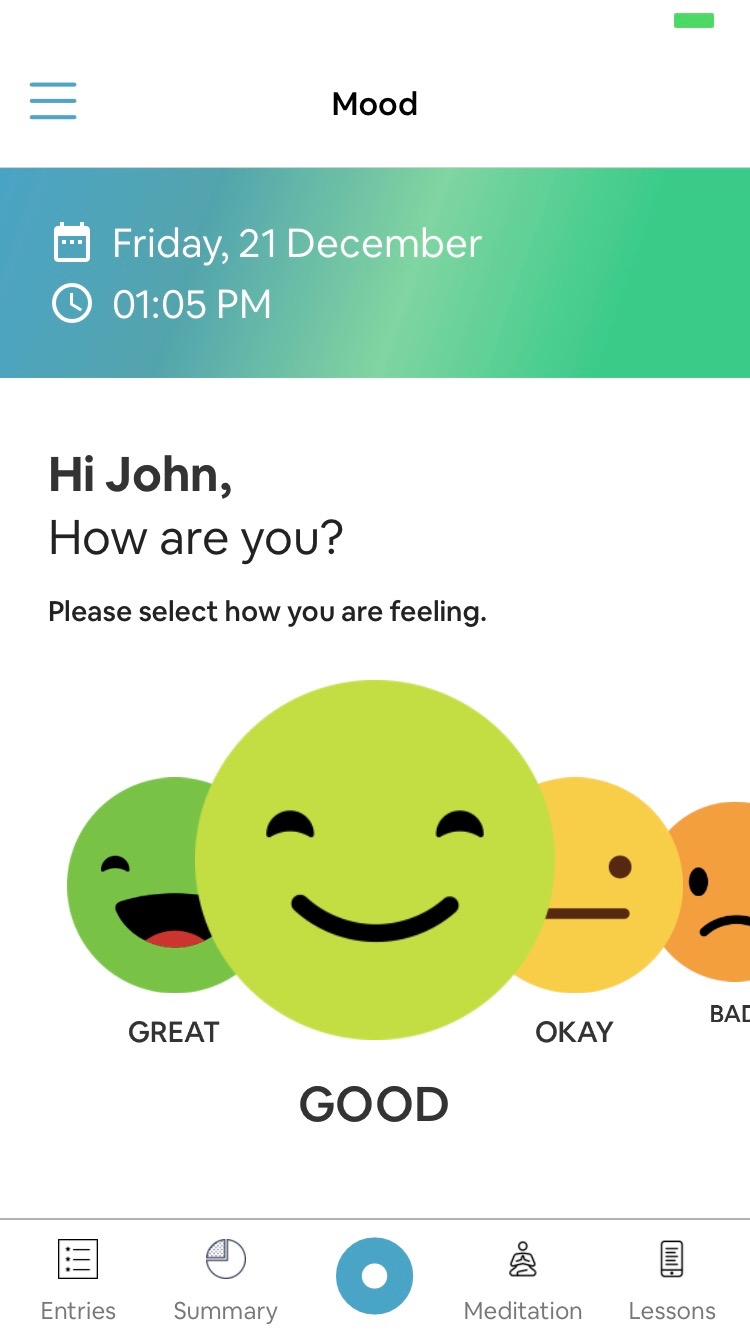 Mood
Friday, 21 December
01:05 PM
Hi John,
How are you?
Please select how you are feeling.
GREAT
GOOD
OKAY
BAD
Entries
Summary
Meditation
Lessons